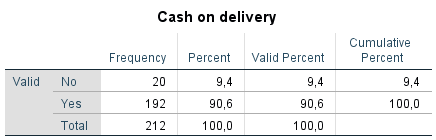 Cash on delivery
Frequency Percent Valid Percent Cumulative Percent
Valid No 20 9,4 9,4 9,4
Yes 192 90,6 90,6 100,0
Total 212 100,0 100,0